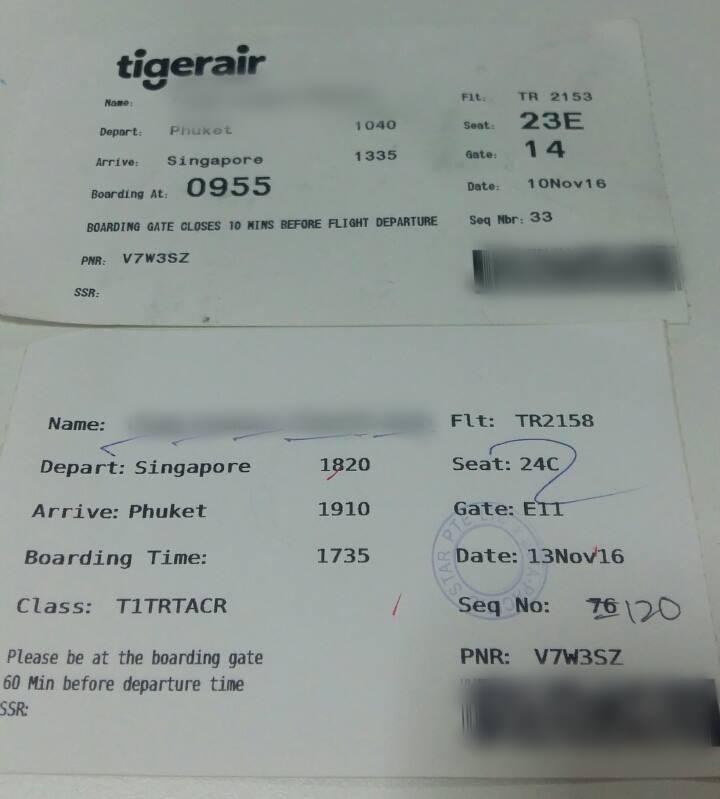 tigerair
Name: Flt: TR 2153
Depart: Phuket 1040 Seat: 23E
Arrive: Singapore 1335 Gate: 14
Boarding At: 0955 Date: 10Nov16
BOARDING GATE CLOSES 10 MINS BEFORE FLIGHT DEPARTURE Seq Nbr: 33
PNR: V7W3SZ
SSR:
Name: Flt: TR2158
Depart: Singapore 1820 Seat: 24C
Arrive: Phuket 1910 Gate: E11
Boarding Time: 1735 Date: 13Nov16
Class: T1TRTACR Seq No: 76 120
Please be at the boarding gate PNR: V7W3SZ
60 Min before departure time
SSR:
STAR PTE